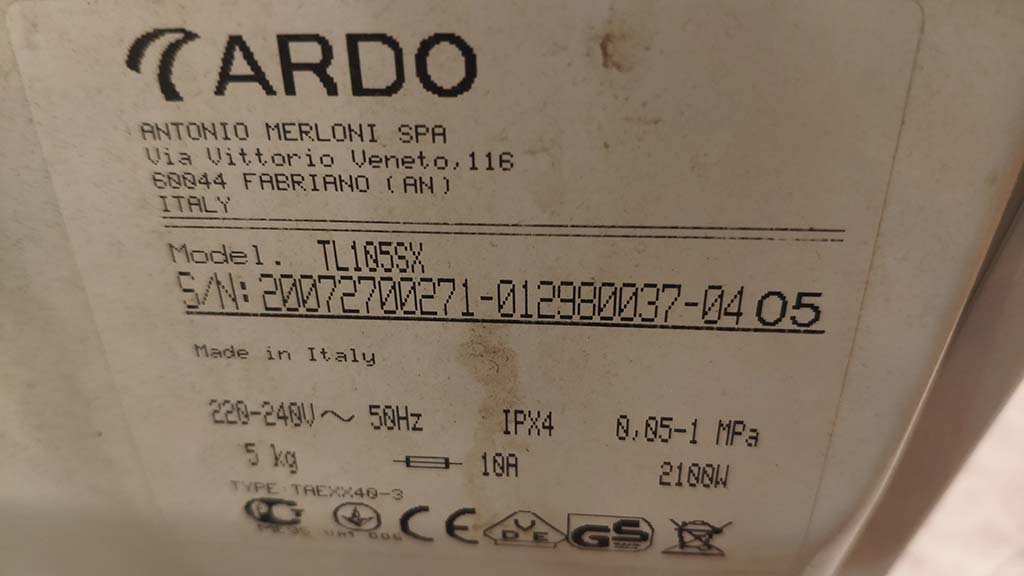 ARDO
ANTONIO MERLONI SPA
Via Vittorio Veneto,116
60044 FABRIANO (AN)
ITALY
Model. TL105SX
S/N: 20072700271-012980037-04 05
Made in Italy
220-240V~ 50Hz IPX4 0,05-1 MPa
5 kg 10A 2100W
TYPE:TAEXX40-3
CE VDE GS